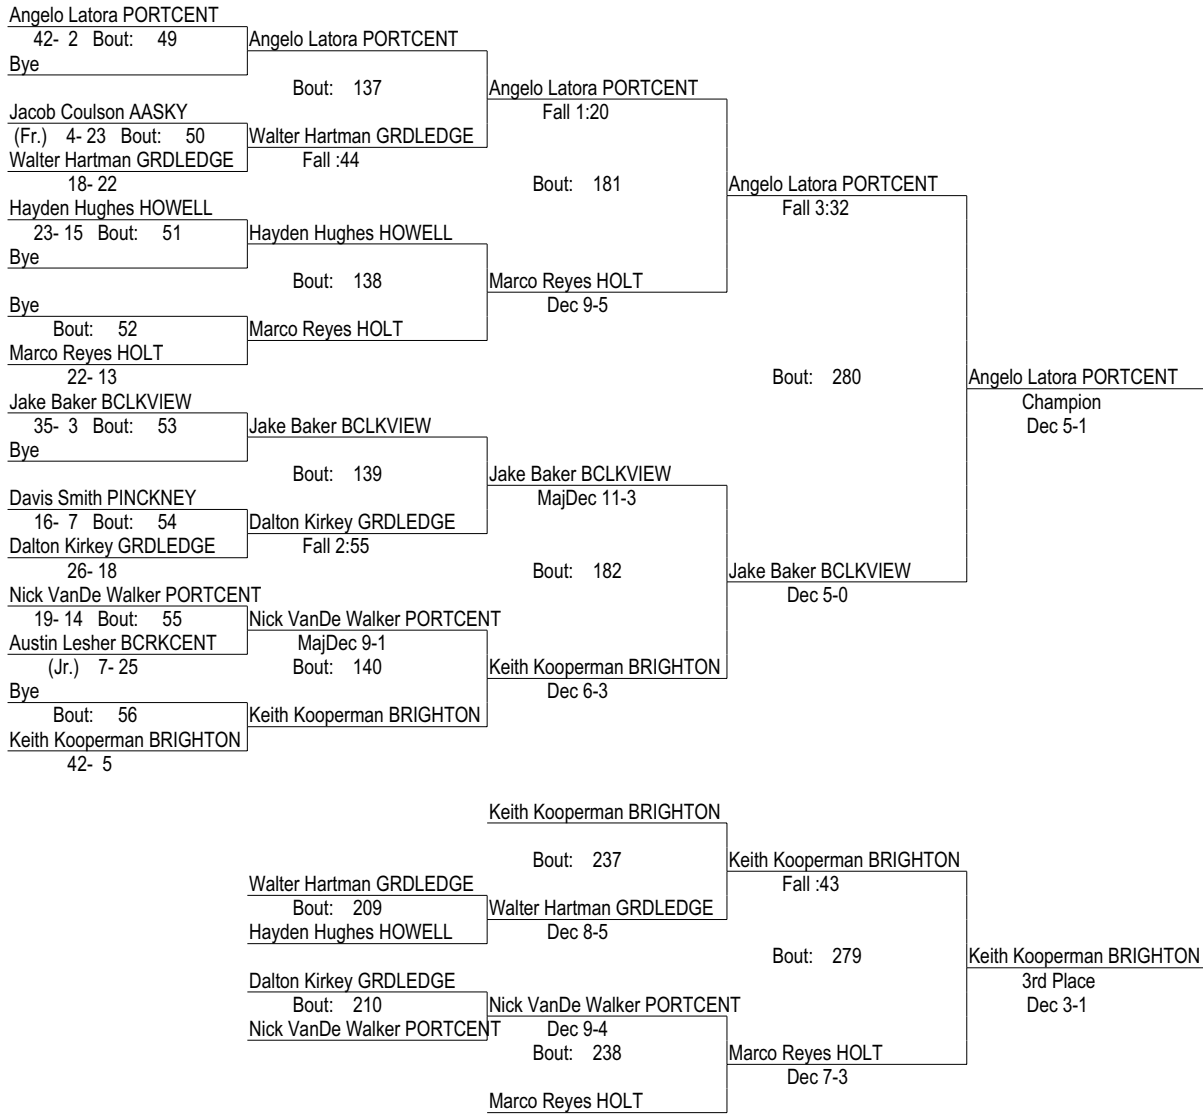 Angelo Latora PORTCENT
42- 2 Bout: 49
Bye
Angelo Latora PORTCENT
Bout: 137
Jacob Coulson AASKY
(Fr.) 4- 23 Bout: 50
Walter Hartman GRDLEDGE
18- 22
Walter Hartman GRDLEDGE
Fall :44
Angelo Latora PORTCENT
Fall 1:20
Bout: 181
Hayden Hughes HOWELL
23- 15 Bout: 51
Bye
Hayden Hughes HOWELL
Bout: 138
Bye
Bout: 52
Marco Reyes HOLT
22- 13
Marco Reyes HOLT
Marco Reyes HOLT
Dec 9-5
Angelo Latora PORTCENT
Fall 3:32
Bout: 280
Jake Baker BCLKVIEW
35- 3 Bout: 53
Bye
Jake Baker BCLKVIEW
Bout: 139
Davis Smith PINCKNEY
16- 7 Bout: 54
Dalton Kirkey GRDLEDGE
26- 18
Dalton Kirkey GRDLEDGE
Fall 2:55
Jake Baker BCLKVIEW
MajDec 11-3
Bout: 182
Nick VanDe Walker PORTCENT
19- 14 Bout: 55
Austin Lesher BCRKCENT
(Jr.) 7- 25
Nick VanDe Walker PORTCENT
MajDec 9-1
Bout: 140
Bye
Bout: 56
Keith Kooperman BRIGHTON
42- 5
Keith Kooperman BRIGHTON
Keith Kooperman BRIGHTON
Dec 6-3
Jake Baker BCLKVIEW
Dec 5-0
Angelo Latora PORTCENT
Champion
Dec 5-1
Keith Kooperman BRIGHTON
Bout: 237
Walter Hartman GRDLEDGE
Bout: 209
Hayden Hughes HOWELL
Walter Hartman GRDLEDGE
Dec 8-5
Keith Kooperman BRIGHTON
Fall :43
Bout: 279
Dalton Kirkey GRDLEDGE
Bout: 210
Nick VanDe Walker PORTCENT
Nick VanDe Walker PORTCENT
Dec 9-4
Bout: 238
Marco Reyes HOLT
Marco Reyes HOLT
Dec 7-3
Keith Kooperman BRIGHTON
3rd Place
Dec 3-1